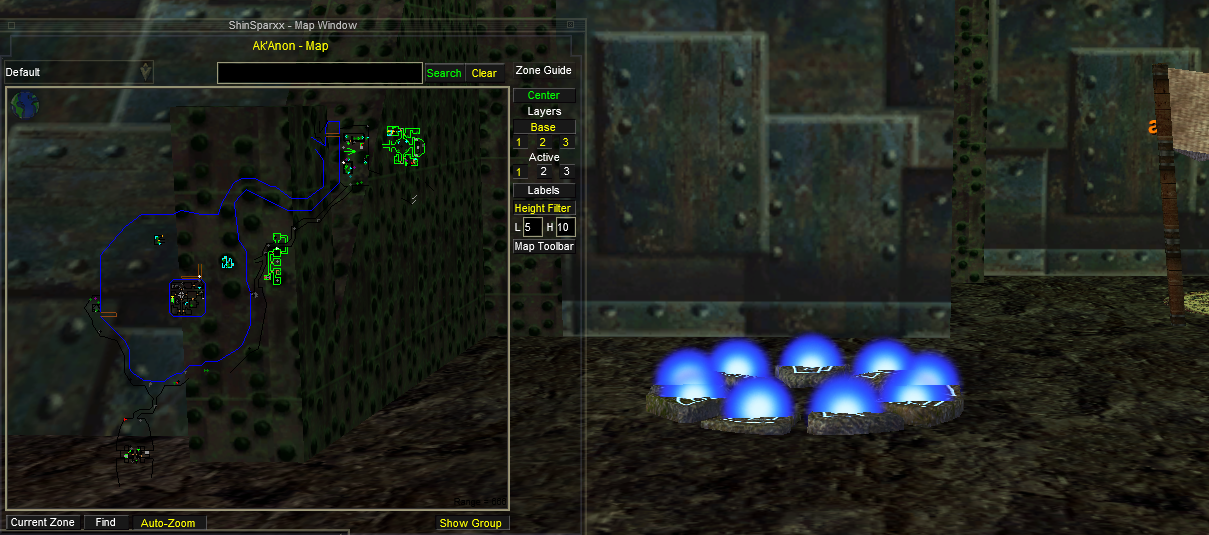 ShinSparxx - Map Window
Ak'Anon - Map
Default
Search
Clear
Zone Guide
Center
Layers
Base
1 2 3
Active
1 2 3
Labels
Height Filter
L 5 H 10
Map Toolbar
Current Zone
Find
Auto-Zoom
Show Group